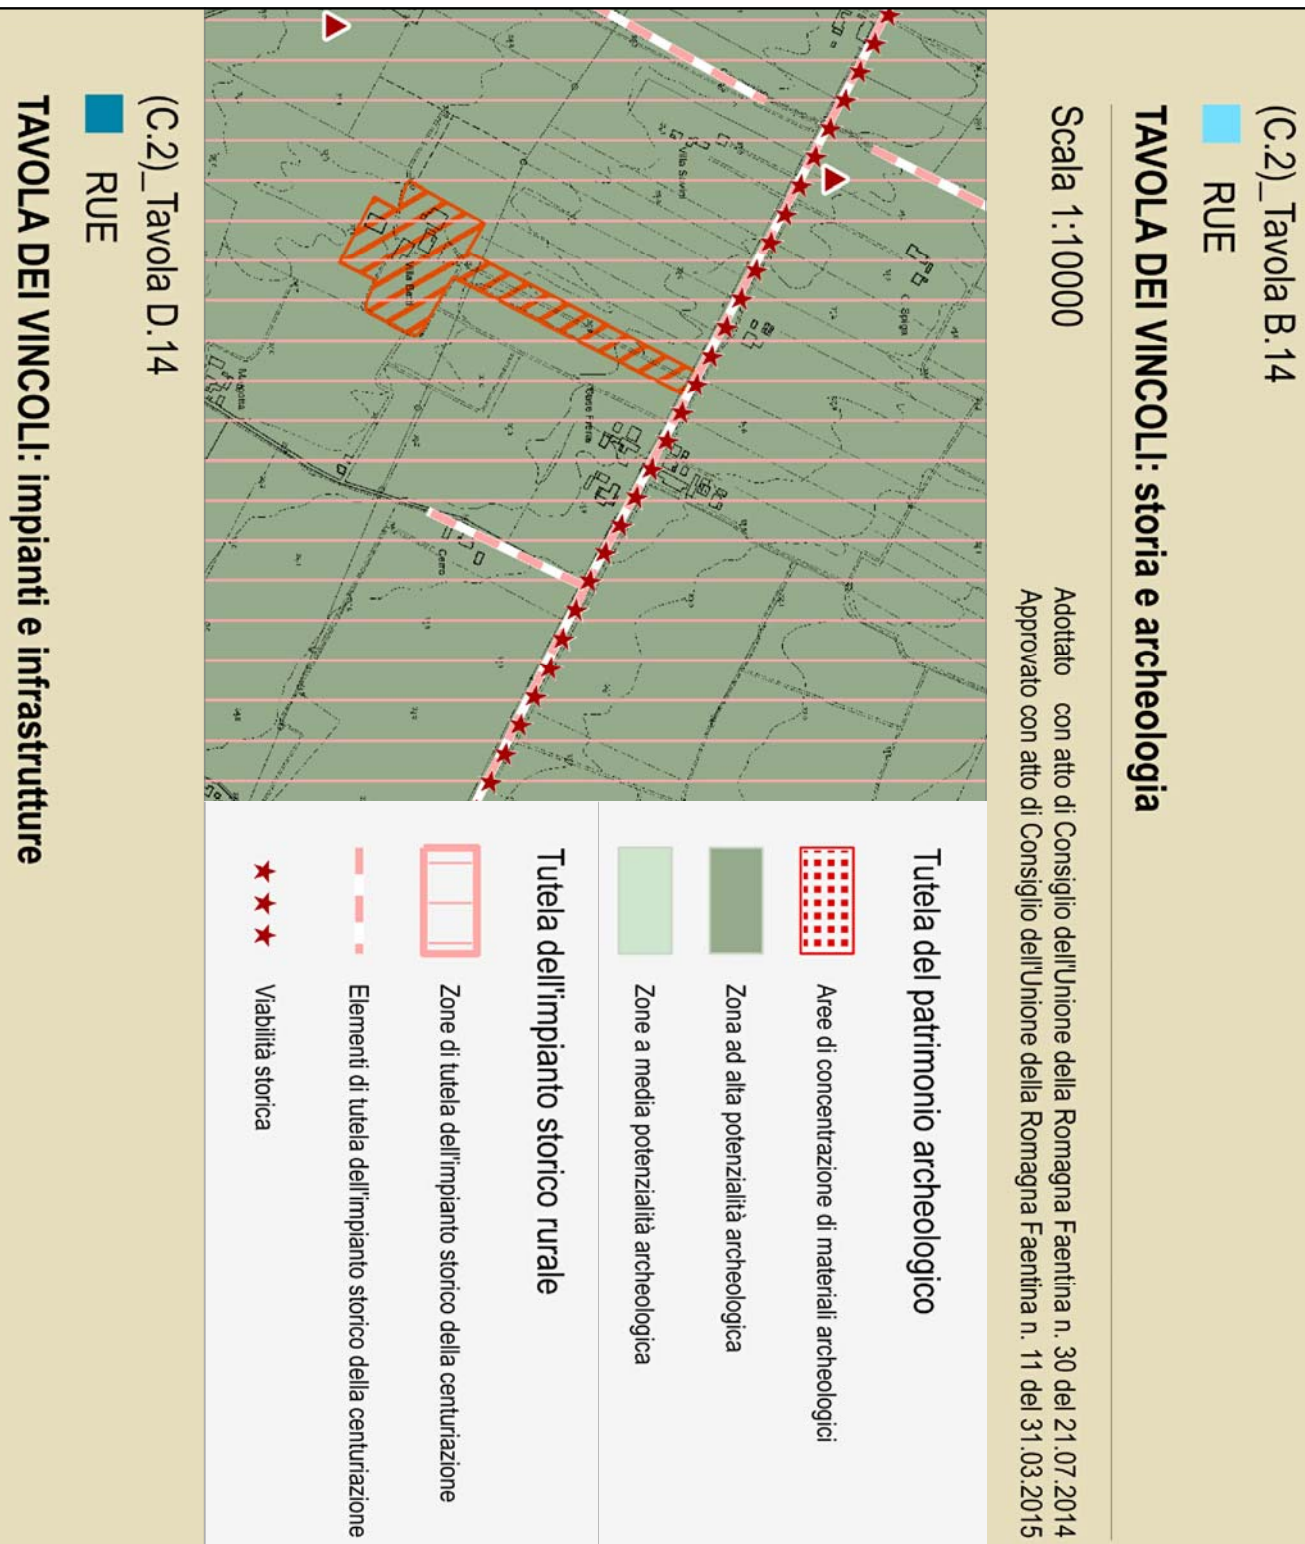 (C.2)_Tavola B.14
RUE
TAVOLA DEI VINCOLI: storia e archeologia
Scala 1:10000
Adottato con atto di Consiglio dell'Unione della Romagna Faentina n. 30 del 21.07.2014
Approvato con atto di Consiglio dell'Unione della Romagna Faentina n. 11 del 31.03.2015
C. Spiga
Villa Savini
Cerro
Tutela del patrimonio archeologico
Aree di concentrazione di materiali archeologici
Zona ad alta potenzialità archeologica
Zone a media potenzialità archeologica
Tutela dell'impianto storico rurale
Zone di tutela dell'impianto storico della centuriazione
Elementi di tutela dell'impianto storico della centuriazione
Viabilità storica
(C.2)_Tavola D.14
RUE
TAVOLA DEI VINCOLI: impianti e infrastrutture